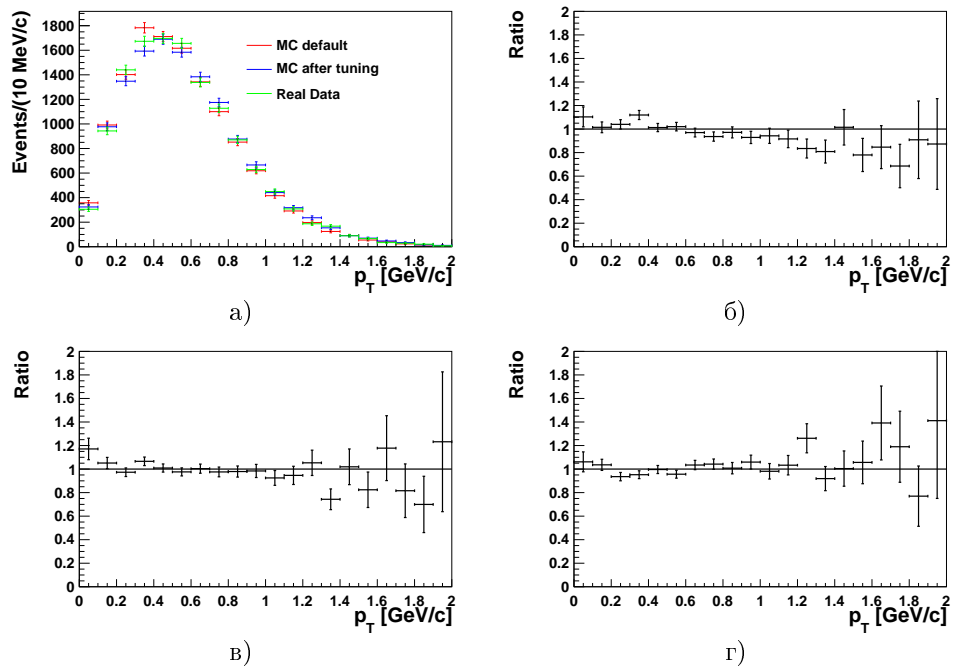 Events/(10 MeV/c)
1800
1600
1400
1200
1000
800
600
400
200
0
MC default
MC after tuning
Real Data
0 0.2 0.4 0.6 0.8 1 1.2 1.4 1.6 1.8 2
p_T [GeV/c]
а)
Ratio
2
1.8
1.6
1.4
1.2
1
0.8
0.6
0.4
0.2
0
0 0.2 0.4 0.6 0.8 1 1.2 1.4 1.6 1.8 2
p_T [GeV/c]
б)
Ratio
2
1.8
1.6
1.4
1.2
1
0.8
0.6
0.4
0.2
0
0 0.2 0.4 0.6 0.8 1 1.2 1.4 1.6 1.8 2
p_T [GeV/c]
в)
Ratio
2
1.8
1.6
1.4
1.2
1
0.8
0.6
0.4
0.2
0
0 0.2 0.4 0.6 0.8 1 1.2 1.4 1.6 1.8 2
p_T [GeV/c]
г)